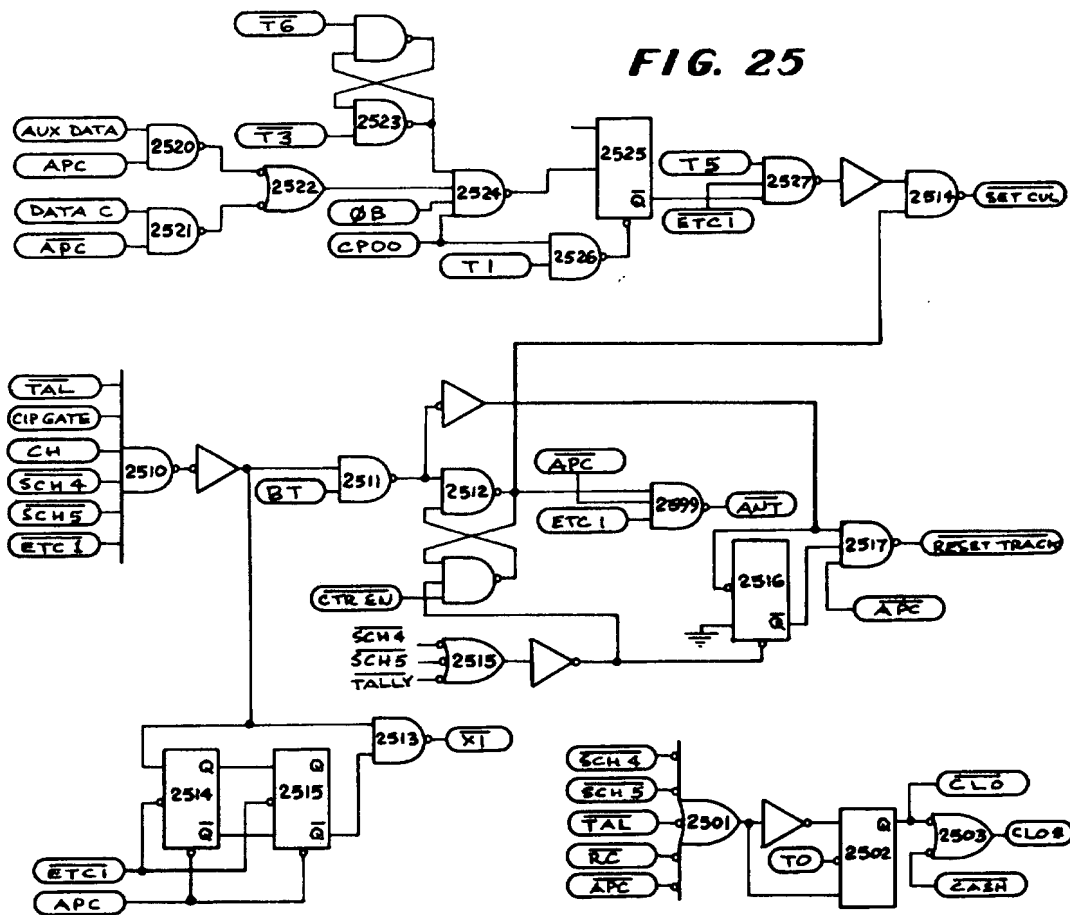 FIG. 25
T6
T3
2523
AUX DATA
APC
2520
DATA C
APC
2521
2522
ØB
CPOO
2524
T1
2526
2525
Q
T5
ETC1
2527
2514
SET CUL
TAL
CIP GATE
CH
SCH4
SCH5
ETC1
2510
BT
2511
2512
CTR EN
APC
ETC1
2599
ANT
SCH4
SCH5
TALLY
2515
2516
Q
2517
APC
RESET TRACK
2514
Q
Q
2515
Q
Q
2513
X1
ETC1
APC
SCH4
SCH5
TAL
RC
APC
2501
TO
2502
Q
CLO
2503
CLOS
CASH